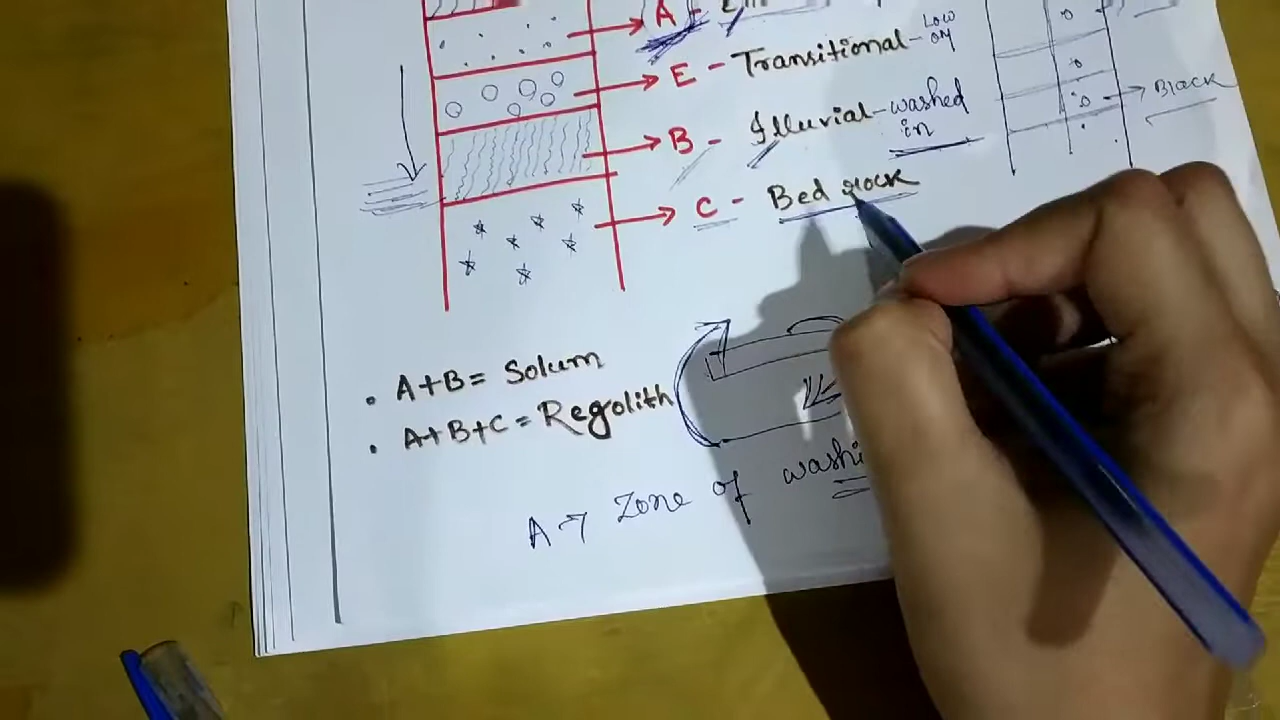 A -
E - Transitional - Low OM
B - Illuvial - washed in
Black
C - Bed rock
• A+B = Solum
• A+B+C = Regolith
A → Zone of washi